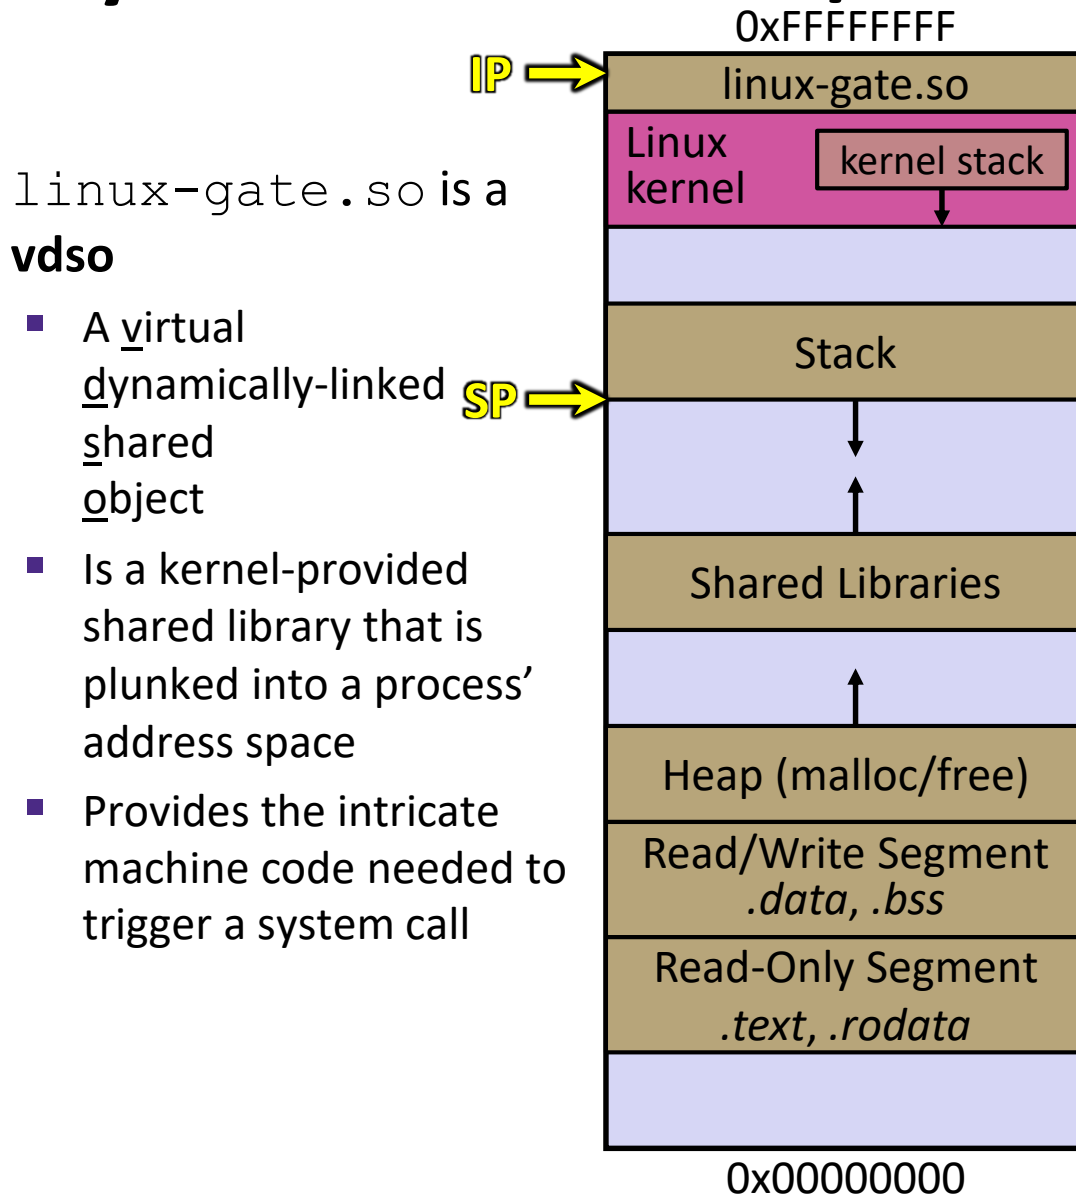 linux-gate.so is a
vdso
▪ A virtual
dynamically-linked
shared
object
▪ Is a kernel-provided
shared library that is
plunked into a process’
address space
▪ Provides the intricate
machine code needed to
trigger a system call
0xFFFFFFFF
IP
linux-gate.so
Linux
kernel
kernel stack
Stack
SP
Shared Libraries
Heap (malloc/free)
Read/Write Segment
.data, .bss
Read-Only Segment
.text, .rodata
0x00000000